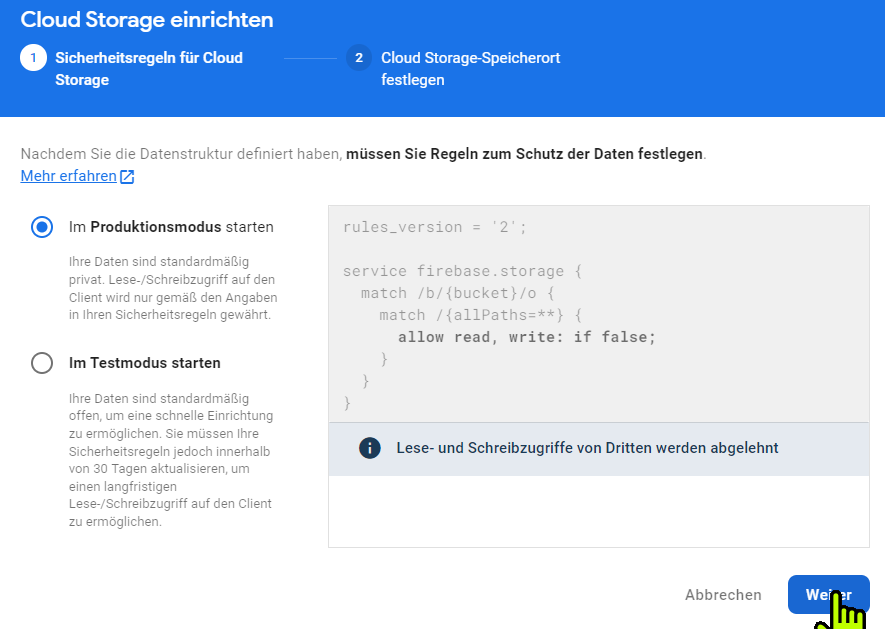 Cloud Storage einrichten
1 Sicherheitsregeln für Cloud
Storage
2 Cloud Storage-Speicherort
festlegen
Nachdem Sie die Datenstruktur definiert haben, müssen Sie Regeln zum Schutz der Daten festlegen.
Mehr erfahren
Im Produktionsmodus starten
Ihre Daten sind standardmäßig
privat. Lese-/Schreibzugriff auf den
Client wird nur gemäß den Angaben
in Ihren Sicherheitsregeln gewährt.
Im Testmodus starten
Ihre Daten sind standardmäßig
offen, um eine schnelle Einrichtung
zu ermöglichen. Sie müssen Ihre
Sicherheitsregeln jedoch innerhalb
von 30 Tagen aktualisieren, um
einen langfristigen
Lese-/Schreibzugriff auf den Client
zu ermöglichen.
rules_version = '2';
service firebase.storage {
match /b/{bucket}/o {
match /{allPaths=**} {
allow read, write: if false;
}
}
}
Lese- und Schreibzugriffe von Dritten werden abgelehnt
Abbrechen
Weiter